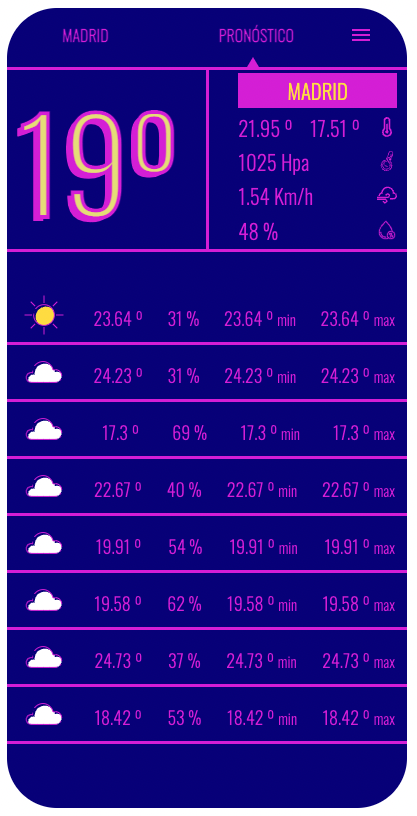 MADRID PRONÓSTICO
19º
MADRID
21.95 º 17.51 º
1025 Hpa
1.54 Km/h
48 %
23.64 º 31 % 23.64 º min 23.64 º max
24.23 º 31 % 24.23 º min 24.23 º max
17.3 º 69 % 17.3 º min 17.3 º max
22.67 º 40 % 22.67 º min 22.67 º max
19.91 º 54 % 19.91 º min 19.91 º max
19.58 º 62 % 19.58 º min 19.58 º max
24.73 º 37 % 24.73 º min 24.73 º max
18.42 º 53 % 18.42 º min 18.42 º max